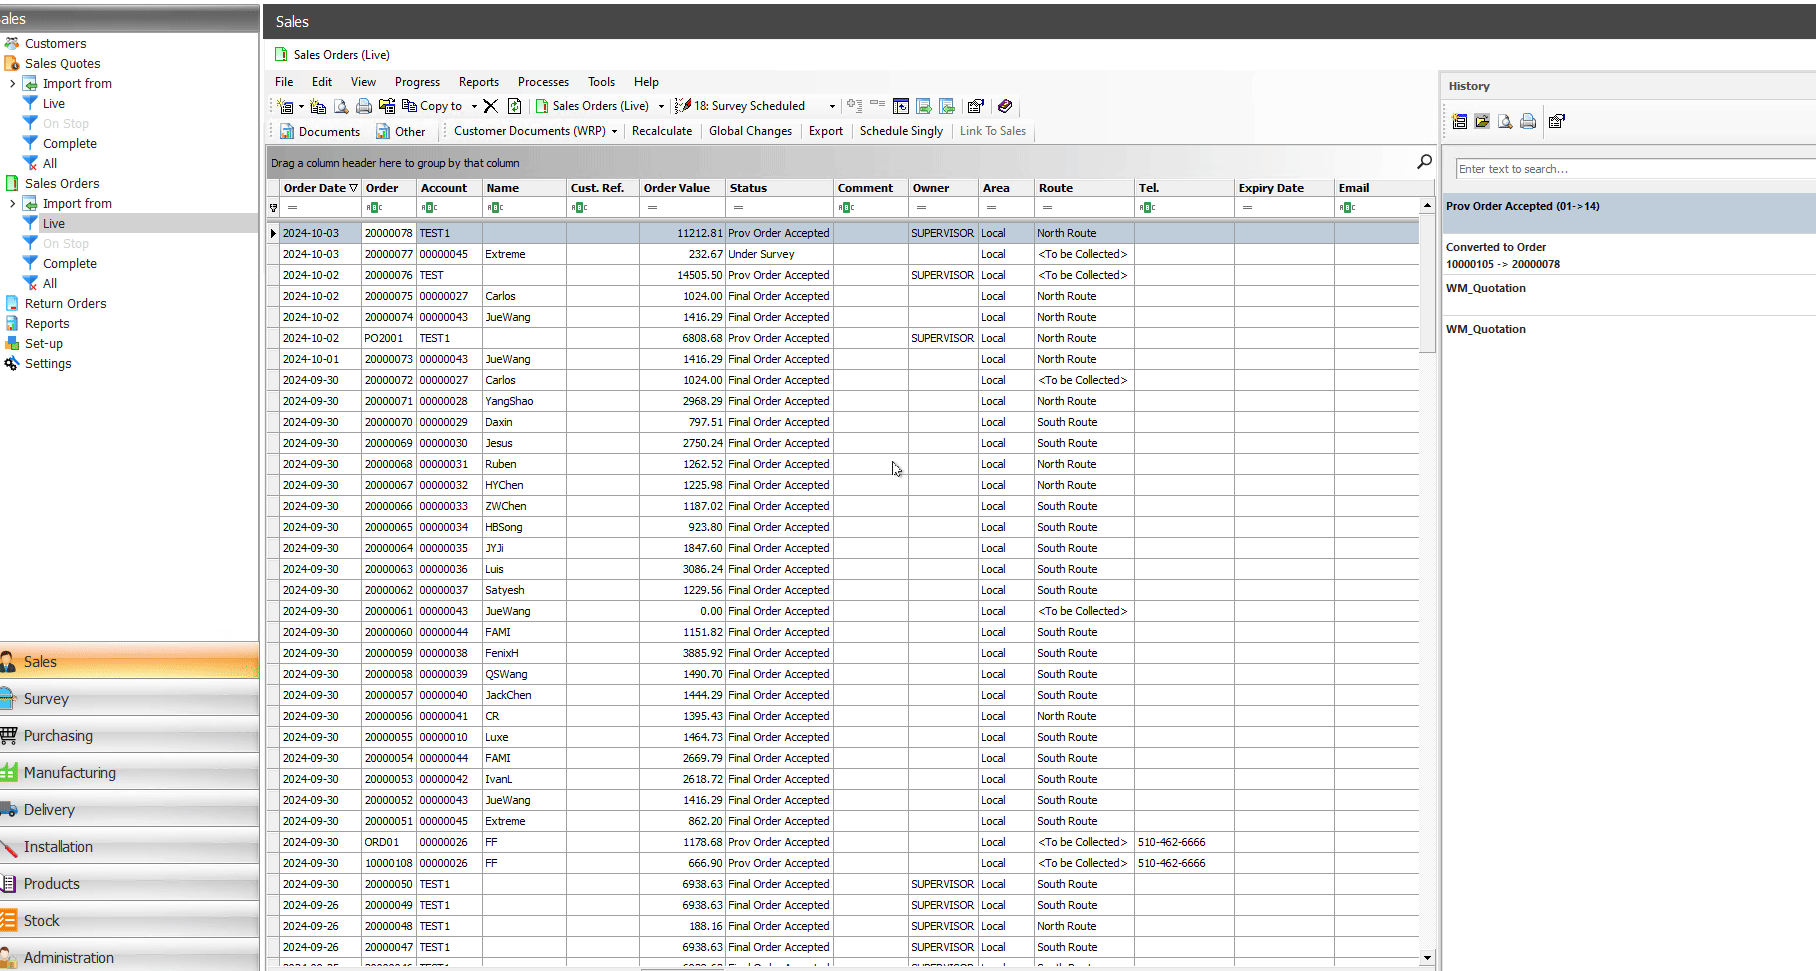 ales
Customers
Sales Quotes
Import from
Live
On Stop
Complete
All
Sales Orders
Import from
Live
On Stop
Complete
All
Return Orders
Reports
Set-up
Settings
Sales
Survey
Purchasing
Manufacturing
Delivery
Installation
Products
Stock
Administration
Sales
Sales Orders (Live)
File Edit View Progress Reports Processes Tools Help
Copy to Sales Orders (Live) 18: Survey Scheduled
Documents Other Customer Documents (WRP) Recalculate Global Changes Export Schedule Singly Link To Sales
Drag a column header here to group by that column
Order Date Order Account Name Cust. Ref. Order Value Status Comment Owner Area Route Tel. Expiry Date Email
= ABC ABC ABC ABC = = ABC = = = ABC = ABC
2024-10-03 20000078 TEST1 11212.81 Prov Order Accepted SUPERVISOR Local North Route
2024-10-03 20000077 00000045 Extreme 232.67 Under Survey Local <To be Collected>
2024-10-02 20000076 TEST 14505.50 Prov Order Accepted SUPERVISOR Local <To be Collected>
2024-10-02 20000075 00000027 Carlos 1024.00 Final Order Accepted Local North Route
2024-10-02 20000074 00000043 JueWang 1416.29 Final Order Accepted Local North Route
2024-10-02 PO2001 TEST1 6808.68 Prov Order Accepted SUPERVISOR Local North Route
2024-10-01 20000073 00000043 JueWang 1416.29 Final Order Accepted Local North Route
2024-09-30 20000072 00000027 Carlos 1024.00 Final Order Accepted Local <To be Collected>
2024-09-30 20000071 00000028 YangShao 2968.29 Final Order Accepted Local North Route
2024-09-30 20000070 00000029 Daxin 797.51 Final Order Accepted Local South Route
2024-09-30 20000069 00000030 Jesus 2750.24 Final Order Accepted Local South Route
2024-09-30 20000068 00000031 Ruben 1262.52 Final Order Accepted Local North Route
2024-09-30 20000067 00000032 HYChen 1225.98 Final Order Accepted Local North Route
2024-09-30 20000066 00000033 ZWChen 1187.02 Final Order Accepted Local South Route
2024-09-30 20000065 00000034 HBSong 923.80 Final Order Accepted Local South Route
2024-09-30 20000064 00000035 JYJi 1847.60 Final Order Accepted Local South Route
2024-09-30 20000063 00000036 Luis 3086.24 Final Order Accepted Local South Route
2024-09-30 20000062 00000037 Satyesh 1229.56 Final Order Accepted Local South Route
2024-09-30 20000061 00000043 JueWang 0.00 Final Order Accepted Local <To be Collected>
2024-09-30 20000060 00000044 FAMI 1151.82 Final Order Accepted Local South Route
2024-09-30 20000059 00000038 FenixH 3885.92 Final Order Accepted Local South Route
2024-09-30 20000058 00000039 QSWang 1490.70 Final Order Accepted Local South Route
2024-09-30 20000057 00000040 JackChen 1444.29 Final Order Accepted Local South Route
2024-09-30 20000056 00000041 CR 1395.43 Final Order Accepted Local North Route
2024-09-30 20000055 00000010 Luxe 1464.73 Final Order Accepted Local South Route
2024-09-30 20000054 00000044 FAMI 2669.79 Final Order Accepted Local South Route
2024-09-30 20000053 00000042 IvanL 2618.72 Final Order Accepted Local South Route
2024-09-30 20000052 00000043 JueWang 1416.29 Final Order Accepted Local South Route
2024-09-30 20000051 00000045 Extreme 862.20 Final Order Accepted Local South Route
2024-09-30 ORD01 00000026 FF 1178.68 Prov Order Accepted Local <To be Collected> 510-462-6666
2024-09-30 10000108 00000026 FF 666.90 Prov Order Accepted Local <To be Collected> 510-462-6666
2024-09-30 20000050 TEST1 6938.63 Final Order Accepted SUPERVISOR Local South Route
2024-09-26 20000049 TEST1 6938.63 Final Order Accepted SUPERVISOR Local South Route
2024-09-26 20000048 TEST1 188.16 Final Order Accepted SUPERVISOR Local North Route
2024-09-26 20000047 TEST1 6938.63 Final Order Accepted SUPERVISOR Local South Route
History
Enter text to search...
Prov Order Accepted (01->14)
Converted to Order
10000105 -> 20000078
WM_Quotation
WM_Quotation